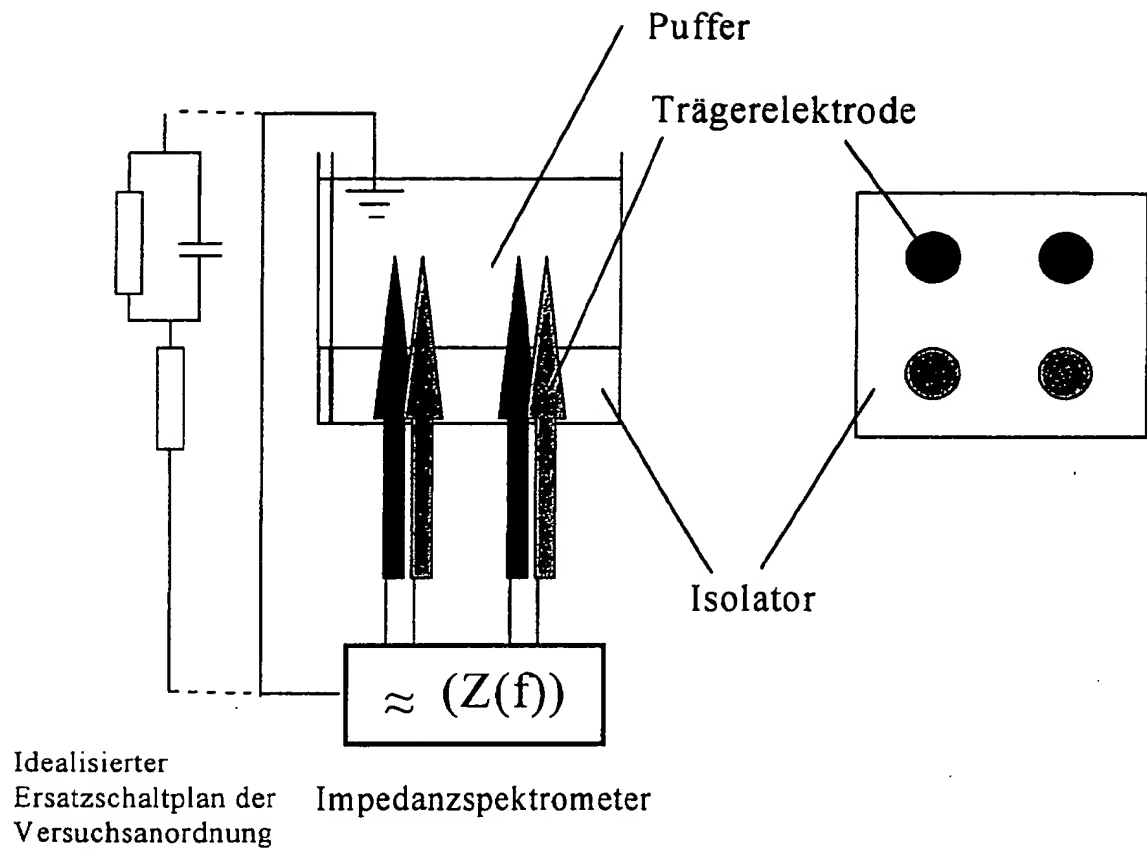 Puffer
Trägerelektrode
Isolator
≈ (Z(f))
Idealisierter
Ersatzschaltplan der
Versuchsanordnung
Impedanzspektrometer